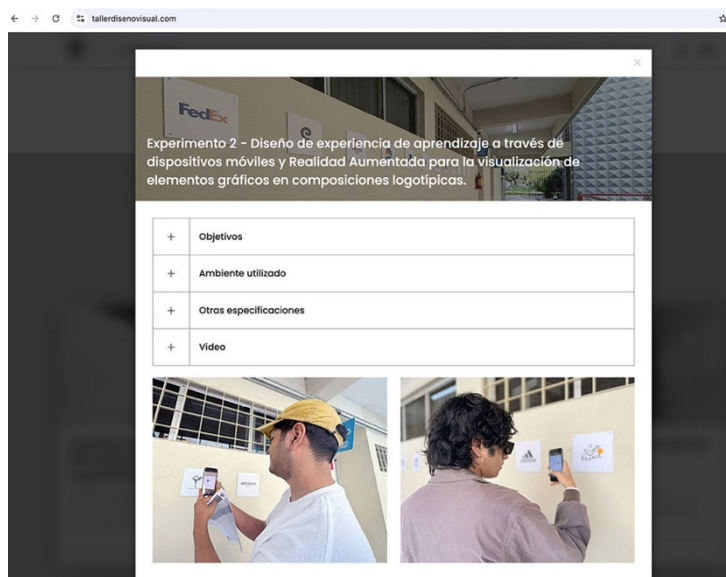 tallerdisenovisual.com
FedEx
Experimento 2 - Diseño de experiencia de aprendizaje a través de
dispositivos móviles y Realidad Aumentada para la visualización de
elementos gráficos en composiciones logotípicas.
+ Objetivos
+ Ambiente utilizado
+ Otras especificaciones
+ Video
amazon